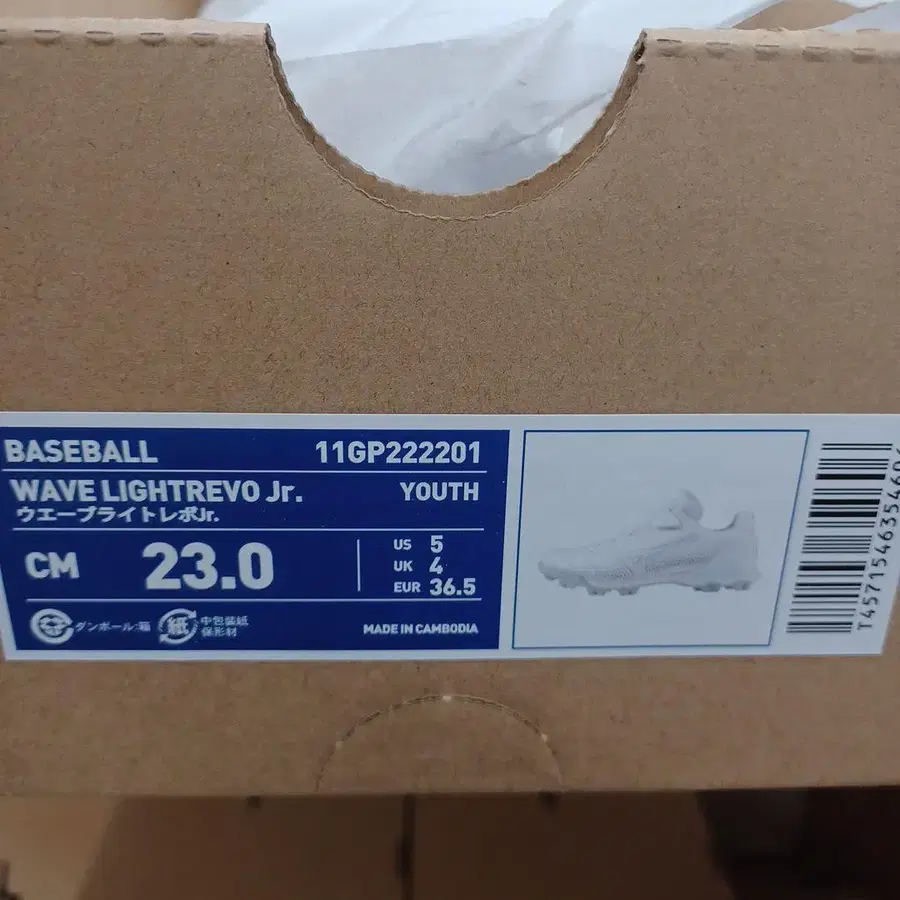 BASEBALL 11GP222201
WAVE LIGHTREVO Jr. YOUTH
ウエーブライトレボJr.
CM 23.0
US 5
UK 4
EUR 36.5
ダンボール:箱
紙 中包装紙
保形材
MADE IN CAMBODIA